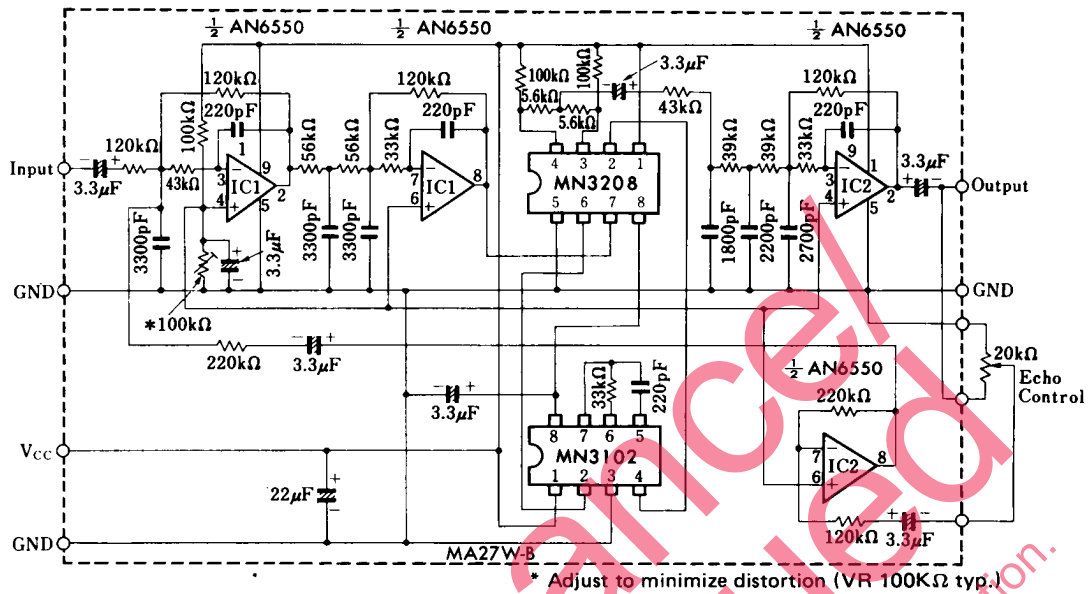 ½ AN6550
½ AN6550
½ AN6550
120kΩ
220pF
100kΩ
1
Input
− +
3.3µF
120kΩ
43kΩ
3 −
4 +
IC1
9
2
5
3300pF
+
−
3.3µF
*100kΩ
56kΩ
56kΩ
33kΩ
3300pF
3300pF
120kΩ
220pF
7 −
6 +
IC1
8
100kΩ
100kΩ
5.6kΩ
5.6kΩ
− +
3.3µF
43kΩ
4 3 2 1
MN3208
5 6 7 8
39kΩ
39kΩ
33kΩ
1800pF
2200pF
2700pF
120kΩ
220pF
9
3 −
+
IC2
1
2
5
3.3µF
+ −
Output
GND
GND
220kΩ
− +
3.3µF
− +
3.3µF
33kΩ
220pF
8 7 6 5
MN3102
1 2 3 4
½ AN6550
220kΩ
7 −
6 +
IC2
8
120kΩ
+ −
3.3µF
20kΩ
Echo
Control
VCC
22µF
+
−
GND
MA27W-B
* Adjust to minimize distortion (VR 100KΩ typ.)
ance/
ued
tion.